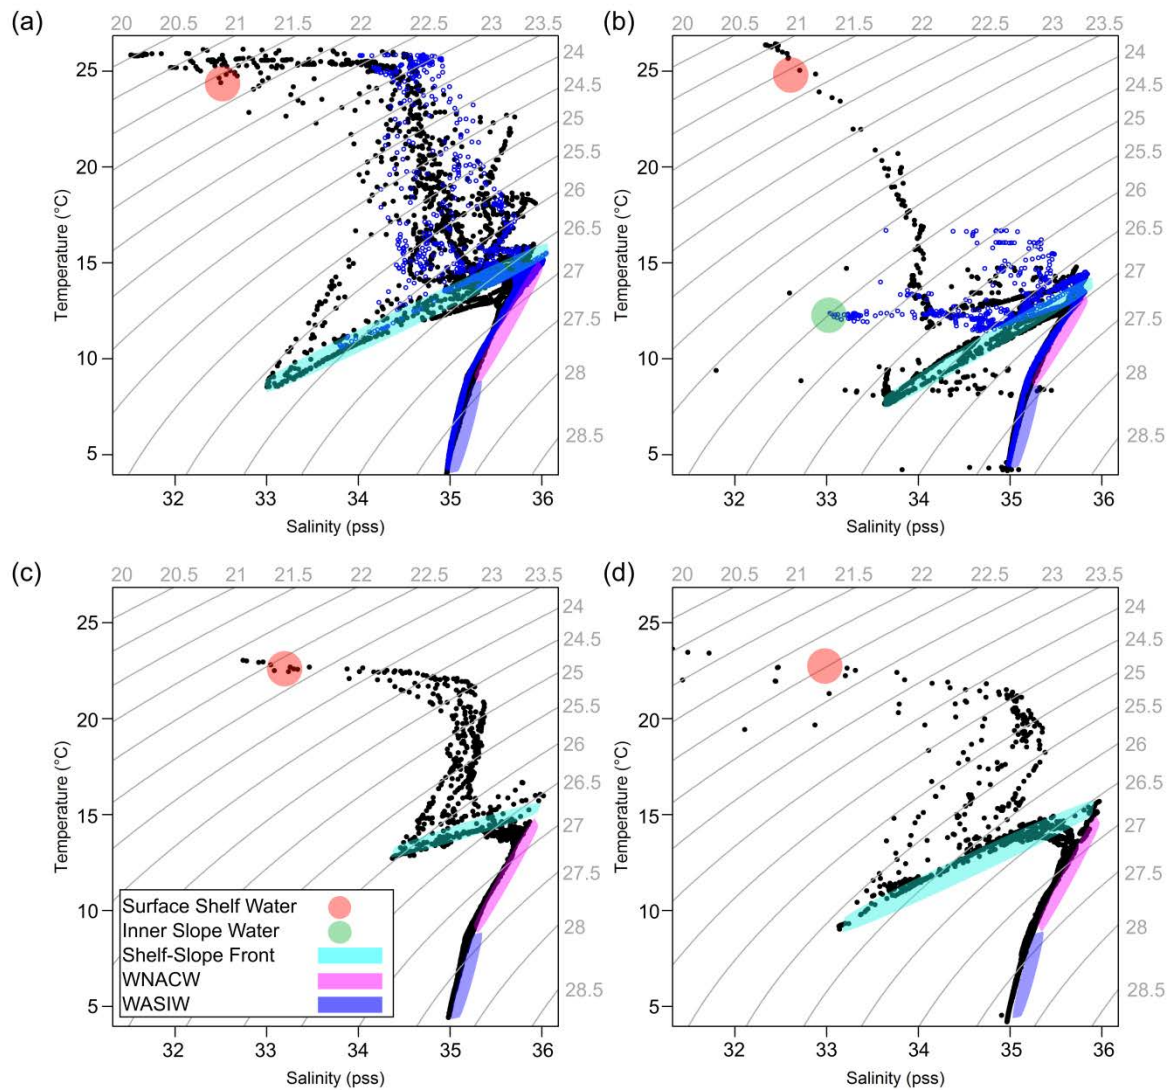 (a)
20 20.5 21 21.5 22 22.5 23 23.5
24
24.5
25
25.5
26
26.5
27
27.5
28
28.5
25
20
15
10
5
Temperature (°C)
32 33 34 35 36
Salinity (pss)
(b)
20 20.5 21 21.5 22 22.5 23 23.5
24
24.5
25
25.5
26
26.5
27
27.5
28
28.5
25
20
15
10
5
Temperature (°C)
32 33 34 35 36
Salinity (pss)
(c)
20 20.5 21 21.5 22 22.5 23 23.5
24
24.5
25
25.5
26
26.5
27
27.5
28
28.5
25
20
15
10
5
Temperature (°C)
Surface Shelf Water
Inner Slope Water
Shelf-Slope Front
WNACW
WASIW
32 33 34 35 36
Salinity (pss)
(d)
20 20.5 21 21.5 22 22.5 23 23.5
24
24.5
25
25.5
26
26.5
27
27.5
28
28.5
25
20
15
10
5
Temperature (°C)
32 33 34 35 36
Salinity (pss)